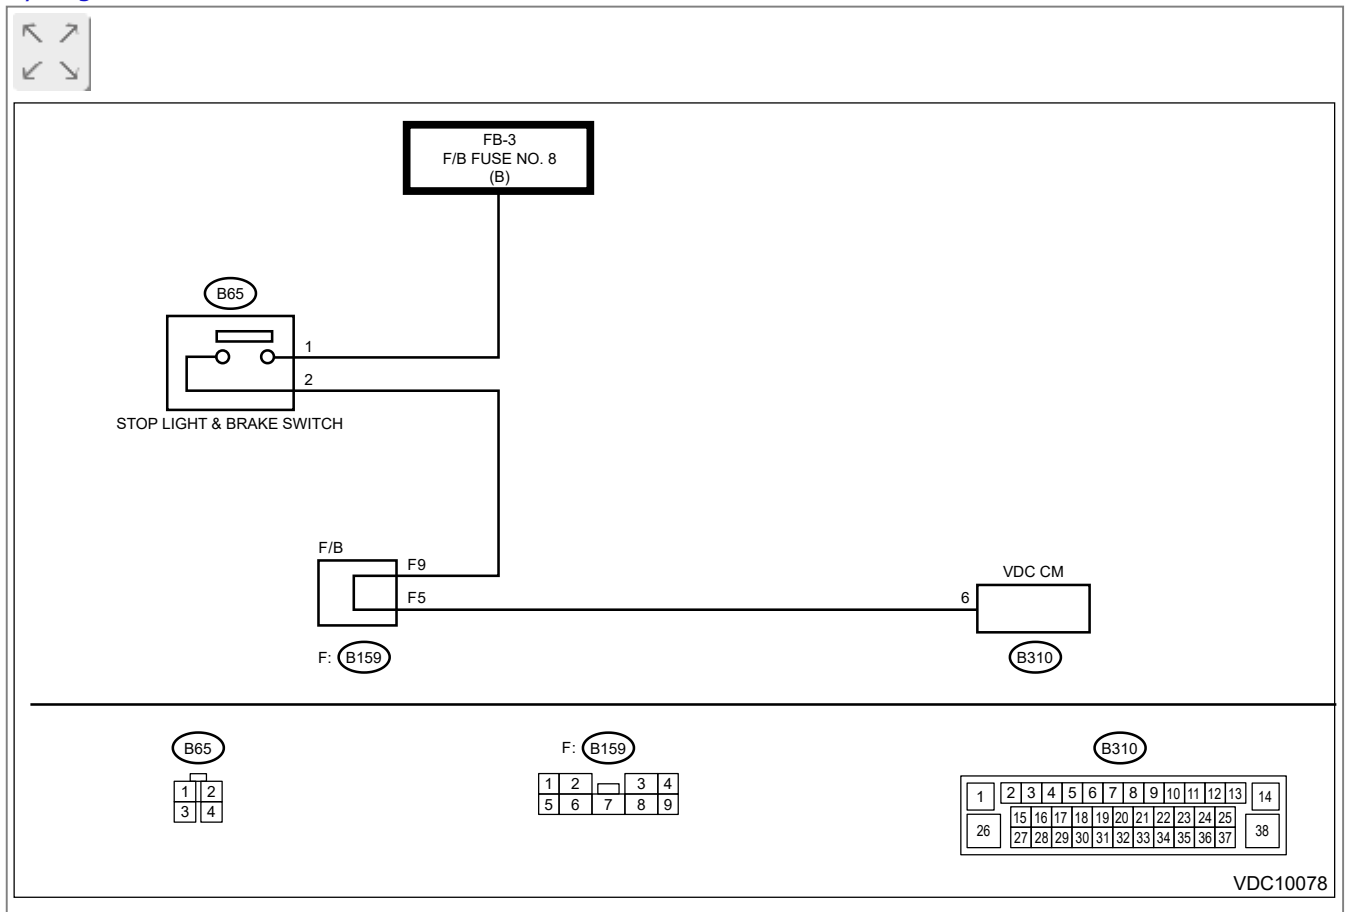 FB-3
F/B FUSE NO. 8
(B)
B65
1
2
STOP LIGHT & BRAKE SWITCH
F/B
F9
F5
F: B159
VDC CM
6
B310
B65
1 2
3 4
F: B159
1 2 3 4
5 6 7 8 9
B310
1 2 3 4 5 6 7 8 9 10 11 12 13 14
15 16 17 18 19 20 21 22 23 24 25
26 27 28 29 30 31 32 33 34 35 36 37 38
VDC10078